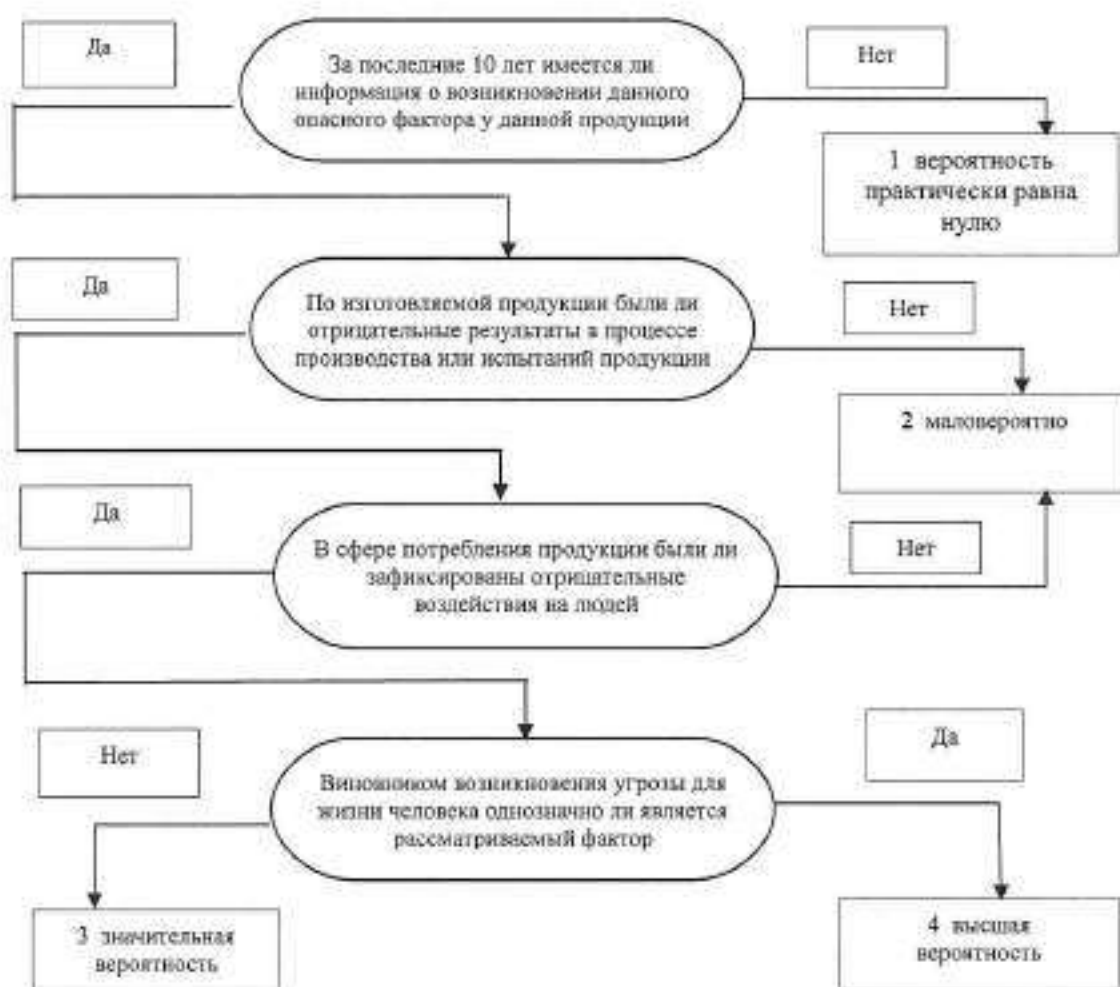 Да
За последние 10 лет имеется ли
информация о возникновении данного
опасного фактора у данной продукции
Нет
1 вероятность
практически равна
нулю
Да
По изготовляемой продукции были ли
отрицательные результаты в процессе
производства или испытаний продукции
Нет
2 маловероятно
Да
В сфере потребления продукции были ли
зафиксированы отрицательные
воздействия на людей
Нет
Нет
Виновником возникновения угрозы для
жизни человека однозначно ли является
рассматриваемый фактор
Да
3 значительная
вероятность
4 высшая
вероятность